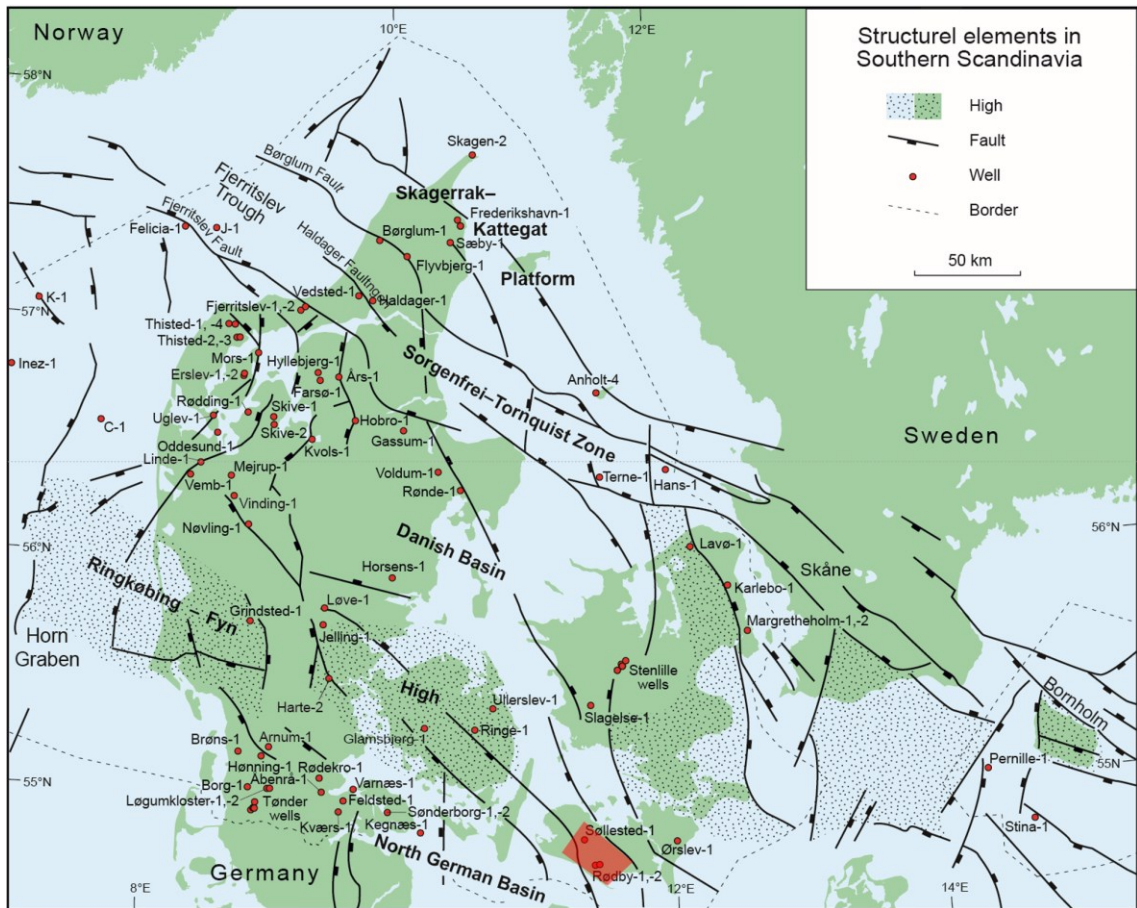 Norway
10°E
12°E
Structurel elements in
Southern Scandinavia
High
Fault
Well
Border
50 km
58°N
Skagen-2
Børglum Fault
Fjerritslev
Trough
Skagerrak–
Kattegat
Platform
Fjerritslev Fault
Felicia-1
J-1
Frederikshavn-1
Børglum-1
Sæby-1
Haldager Faultngen
Flyvbjerg-1
K-1
57°N
Vedsted-1
Haldager-1
Fjerritslev-1,-2
Thisted-1, -4
Thisted-2,-3
Mors-1
Inez-1
Hyllebjerg-1
Erslev-1,-2
Års-1
Farsø-1
Sorgenfrei–Tornquist Zone
Anholt-4
Rødding-1
Skive-1
C-1
Uglev-1
Hobro-1
Skive-2
Gassum-1
Sweden
Oddesund-1
Kvols-1
Linde-1
Mejrup-1
Voldum-1
Terne-1
Hans-1
Vemb-1
Rønde-1
Vinding-1
Nøvling-1
56°N
Danish Basin
56°N
Lavø-1
Horsens-1
Skåne
Ringkøbing – Fyn
Karlebo-1
Løve-1
Grindsted-1
Margretheholm-1,-2
Horn
Graben
Jelling-1
Stenlille
wells
High
Harte-2
Ullerslev-1
Slagelse-1
Bornholm
Glamsbjerg-1
Ringe-1
Brøns-1
Arnum-1
Hønning-1
Rødekro-1
55°N
55N
Pernille-1
Borg-1
Åbenrå-1
Varnæs-1
Løgumkloster-1,-2
Feldsted-1
Tønder
wells
Sønderborg-1,-2
Kværs-1
Kegnæs-1
Søllested-1
Stina-1
Ørslev-1
North German Basin
Germany
Rødby-1,-2
8°E
12°E
14°E